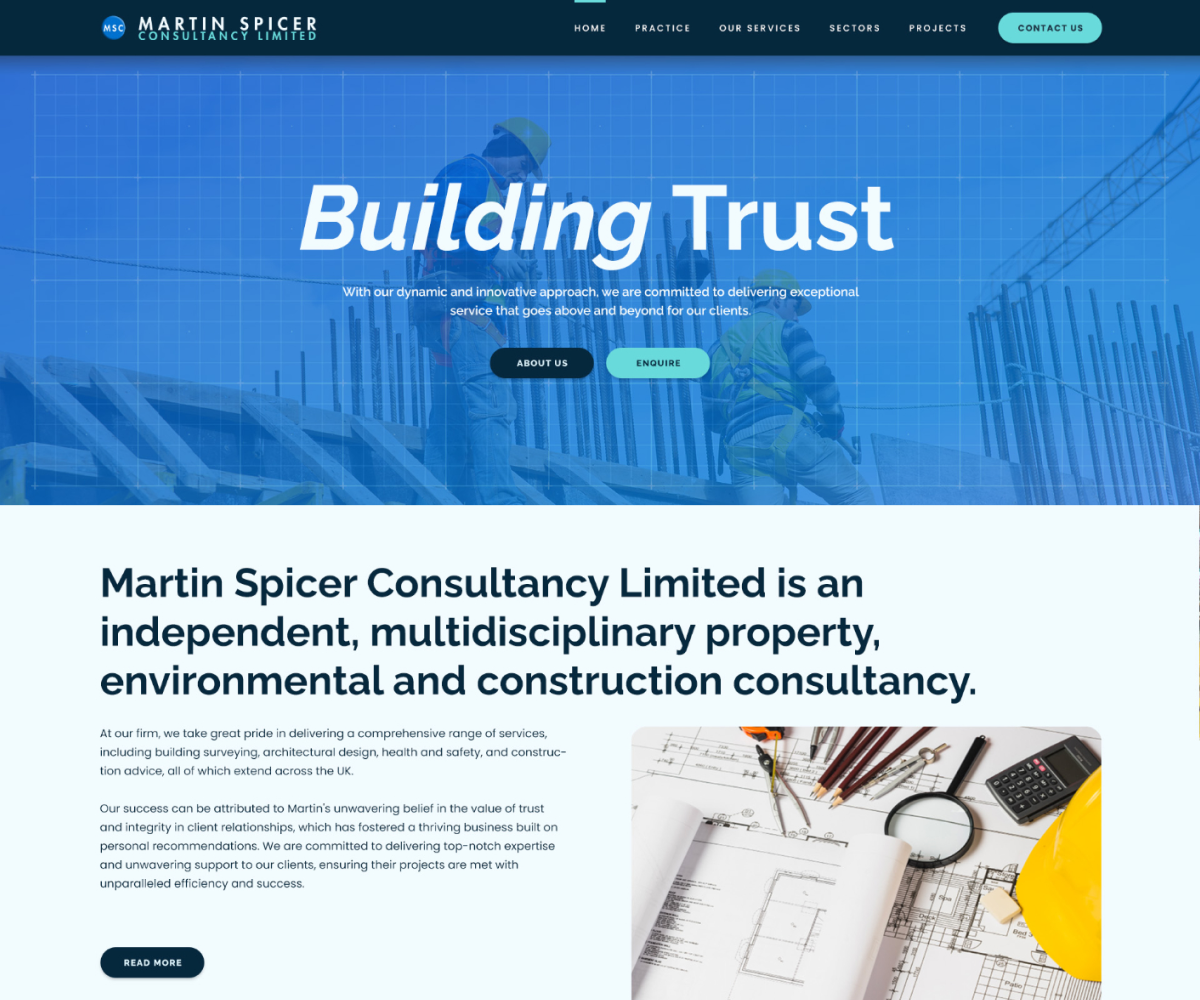 MSC
MARTIN SPICER
CONSULTANCY LIMITED
HOME
PRACTICE
OUR SERVICES
SECTORS
PROJECTS
CONTACT US
Building Trust
With our dynamic and innovative approach, we are committed to delivering exceptional
service that goes above and beyond for our clients.
ABOUT US
ENQUIRE
Martin Spicer Consultancy Limited is an
independent, multidisciplinary property,
environmental and construction consultancy.
At our firm, we take great pride in delivering a comprehensive range of services,
including building surveying, architectural design, health and safety, and construc-
tion advice, all of which extend across the UK.
Our success can be attributed to Martin's unwavering belief in the value of trust
and integrity in client relationships, which has fostered a thriving business built on
personal recommendations. We are committed to delivering top-notch expertise
and unwavering support to our clients, ensuring their projects are met with
unparalleled efficiency and success.
READ MORE
Spa
Deck
Bed 3
Patio